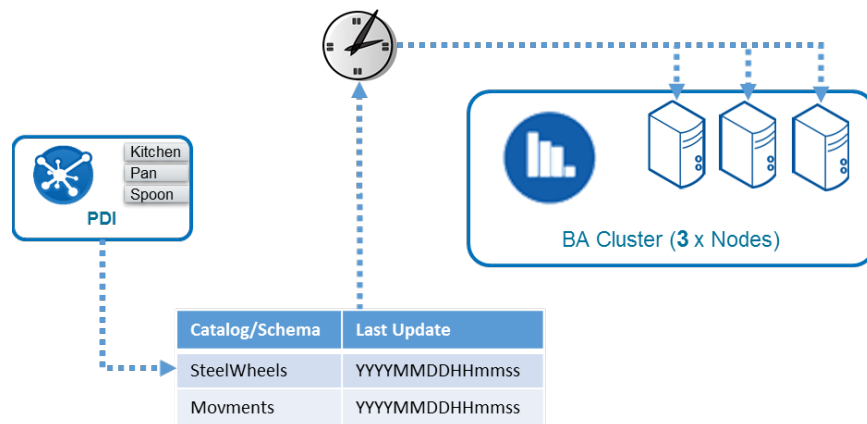 Kitchen
Pan
Spoon
PDI
BA Cluster (3 x Nodes)
Catalog/Schema Last Update
SteelWheels YYYYMMDDHHmmss
Movments YYYYMMDDHHmmss